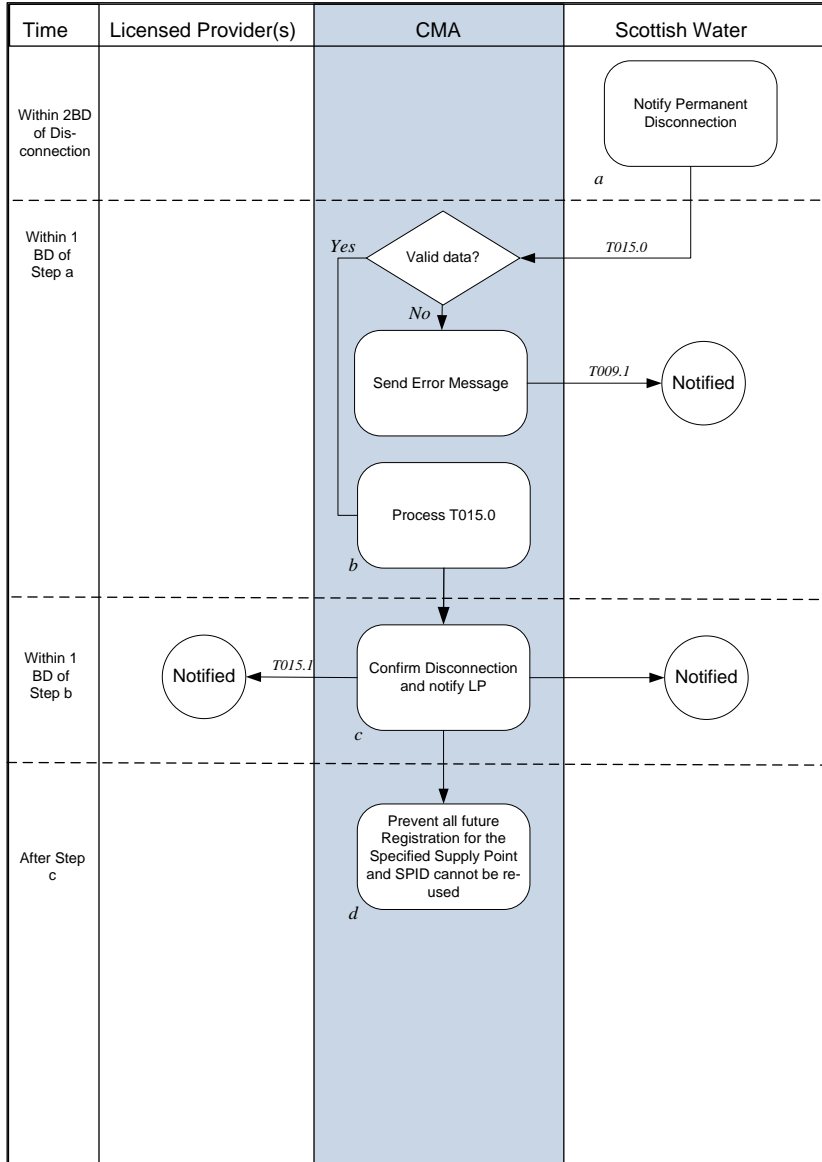 Time
Licensed Provider(s)
CMA
Scottish Water
Within 2BD
of Dis-
connection
Notify Permanent
Disconnection
a
Within 1
BD of
Step a
Yes
Valid data?
T015.0
No
Send Error Message
T009.1
Notified
Process T015.0
b
Within 1
BD of
Step b
Notified
T015.1
Confirm Disconnection
and notify LP
Notified
c
After Step
c
Prevent all future
Registration for the
Specified Supply Point
and SPID cannot be re-
used
d